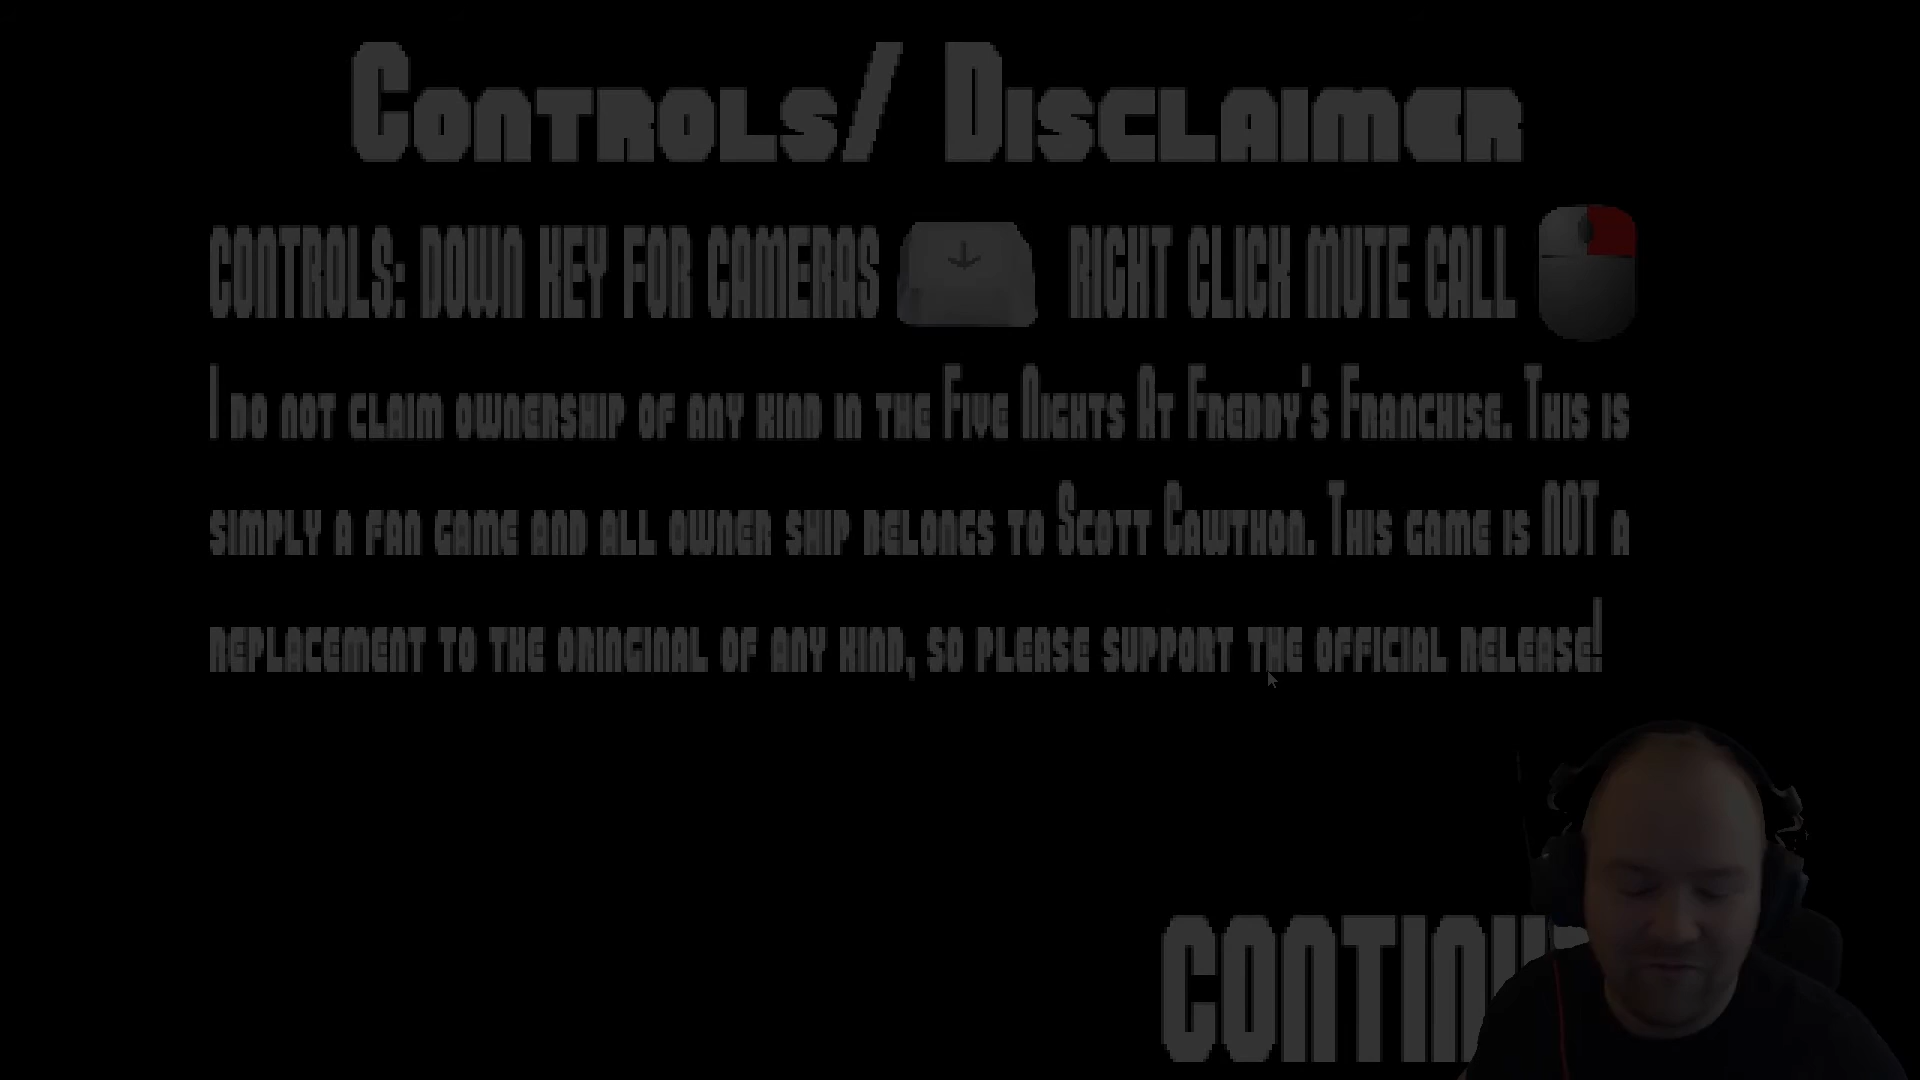 Controls/ Disclaimer
CONTROLS: DOWN KEY FOR CAMERAS RIGHT CLICK MUTE CALL
I do not claim ownership of any kind in the Five Nights At Freddy's Franchise. This is
simply a fan game and all owner ship belongs to Scott Cawthon. This game is NOT a
replacement to the oringinal of any kind, so please support the official release!